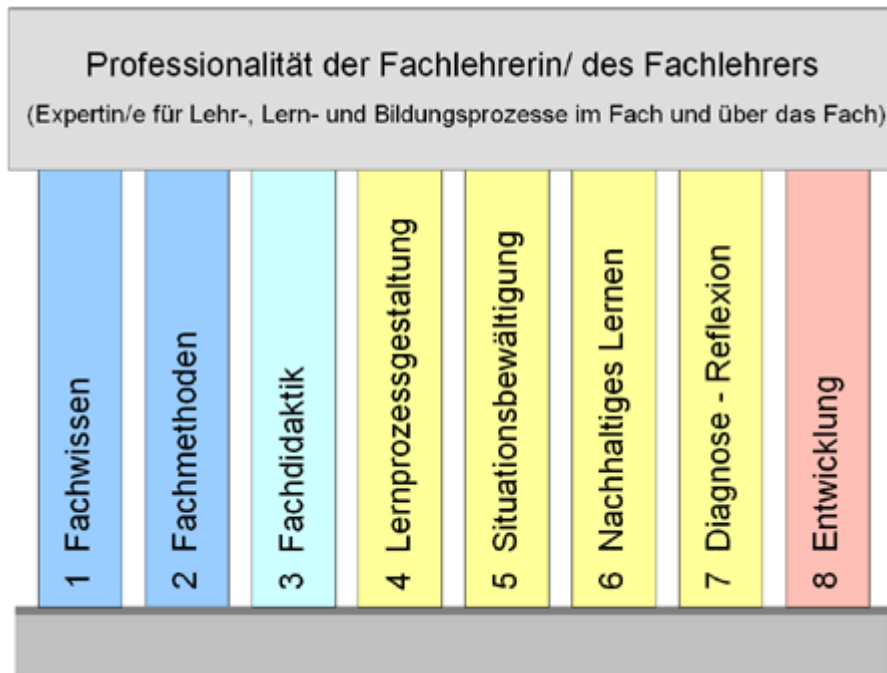 Professionalität der Fachlehrerin/ des Fachlehrers
(Expertin/e für Lehr-, Lern- und Bildungsprozesse im Fach und über das Fach)
1 Fachwissen
2 Fachmethoden
3 Fachdidaktik
4 Lernprozessgestaltung
5 Situationsbewältigung
6 Nachhaltiges Lernen
7 Diagnose - Reflexion
8 Entwicklung